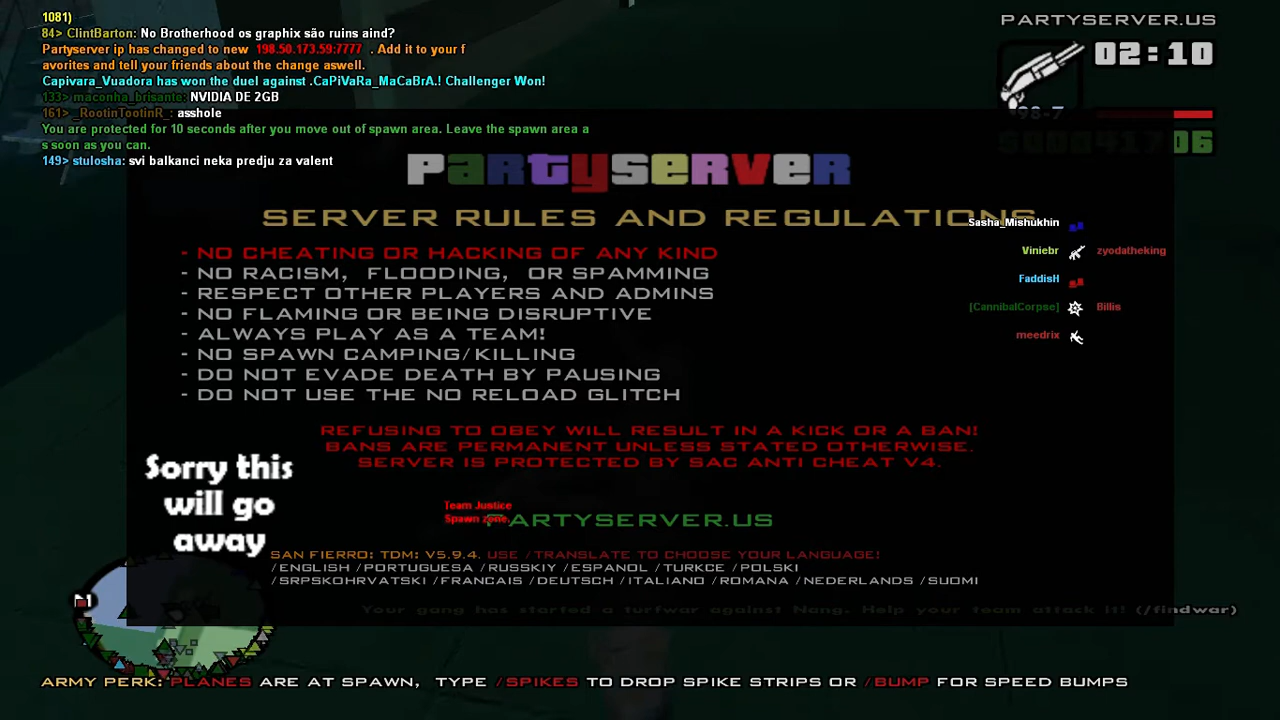 1081)
84> ClintBarton: No Brotherhood os graphix são ruins aind?
Partyserver ip has changed to new 198.50.173.59:7777 . Add it to your f
avorites and tell your friends about the change aswell.
Capivara_Vuadora has won the duel against .CaPiVaRa_MaCaBrA.! Challenger Won!
133> maconha_brisante: NVIDIA DE 2GB
161> _RootinTootinR_: asshole
You are protected for 10 seconds after you move out of spawn area. Leave the spawn area a
s soon as you can.
149> stulosha: svi balkanci neka predju za valent
PARTYSERVER.US
02:10
98-7
PARTYSERVER
SERVER RULES AND REGULATIONS
- NO CHEATING OR HACKING OF ANY KIND
- NO RACISM, FLOODING, OR SPAMMING
- RESPECT OTHER PLAYERS AND ADMINS
- NO FLAMING OR BEING DISRUPTIVE
- ALWAYS PLAY AS A TEAM!
- NO SPAWN CAMPING/KILLING
- DO NOT EVADE DEATH BY PAUSING
- DO NOT USE THE NO RELOAD GLITCH
Sasha_Mishukhin
Viniebr zyodatheking
FaddisH
[CannibalCorpse] Billis
meedrix
REFUSING TO OBEY WILL RESULT IN A KICK OR A BAN!
BANS ARE PERMANENT UNLESS STATED OTHERWISE.
SERVER IS PROTECTED BY SAC ANTI CHEAT V4.
Sorry this
will go
away
Team Justice
Spawn zone.
PARTYSERVER.US
SAN FIERRO: TDM: V5.9.4. USE /TRANSLATE TO CHOOSE YOUR LANGUAGE!
/ENGLISH /PORTUGUESA /RUSSKIY /ESPANOL /TURKCE /POLSKI
/SRPSKOHRVATSKI /FRANCAIS /DEUTSCH /ITALIANO /ROMANA /NEDERLANDS /SUOMI
N
Your gang has started a turfwar against Nang. Help your team attack it! (/findwar)
ARMY PERK: PLANES ARE AT SPAWN, TYPE /SPIKES TO DROP SPIKE STRIPS OR /BUMP FOR SPEED BUMPS